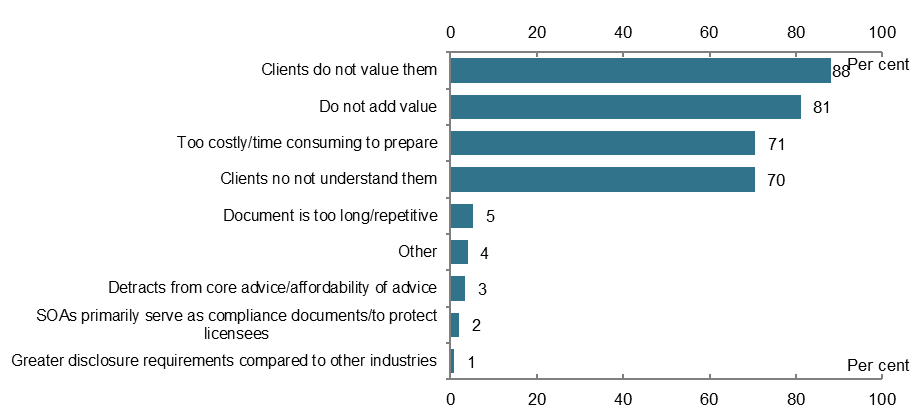 0 20 40 60 80 100
Per cent
Clients do not value them 88
Do not add value 81
Too costly/time consuming to prepare 71
Clients no not understand them 70
Document is too long/repetitive 5
Other 4
Detracts from core advice/affordability of advice 3
SOAs primarily serve as compliance documents/to protect
licensees 2
Greater disclosure requirements compared to other industries 1
Per cent
0 20 40 60 80 100